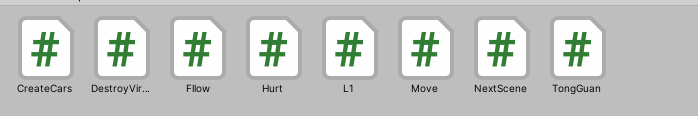 CreateCars
DestroyVir...
Fllow
Hurt
L1
Move
NextScene
TongGuan